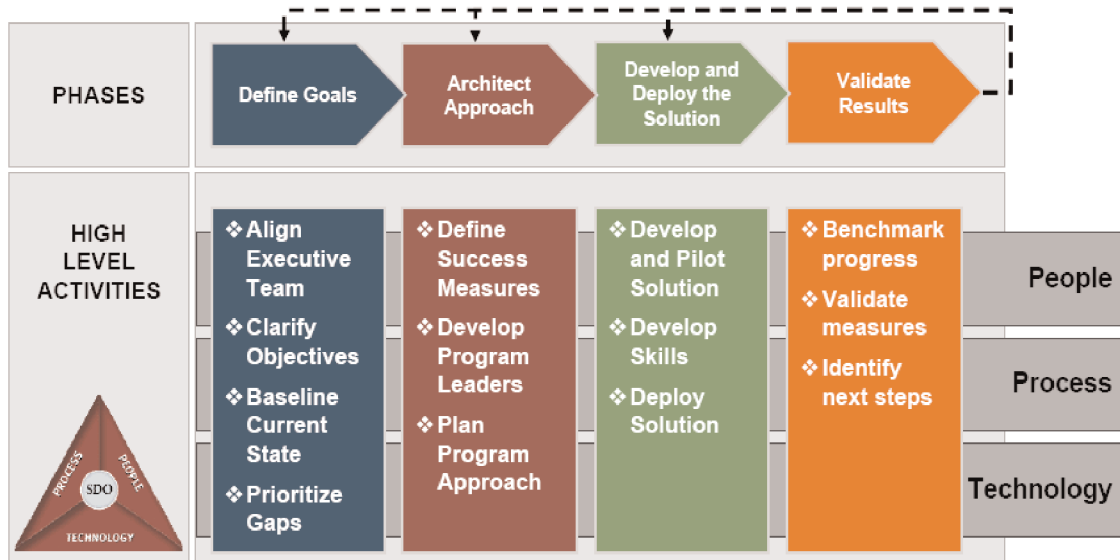 PHASES
Define Goals
Architect
Approach
Develop and
Deploy the
Solution
Validate
Results
HIGH
LEVEL
ACTIVITIES
❖ Align
Executive
Team
❖ Clarify
Objectives
❖ Baseline
Current
State
❖ Prioritize
Gaps
❖ Define
Success
Measures
❖ Develop
Program
Leaders
❖ Plan
Program
Approach
❖ Develop
and Pilot
Solution
❖ Develop
Skills
❖ Deploy
Solution
❖ Benchmark
progress
❖ Validate
measures
❖ Identify
next steps
People
Process
Technology
PROCESS
PEOPLE
SDO
TECHNOLOGY